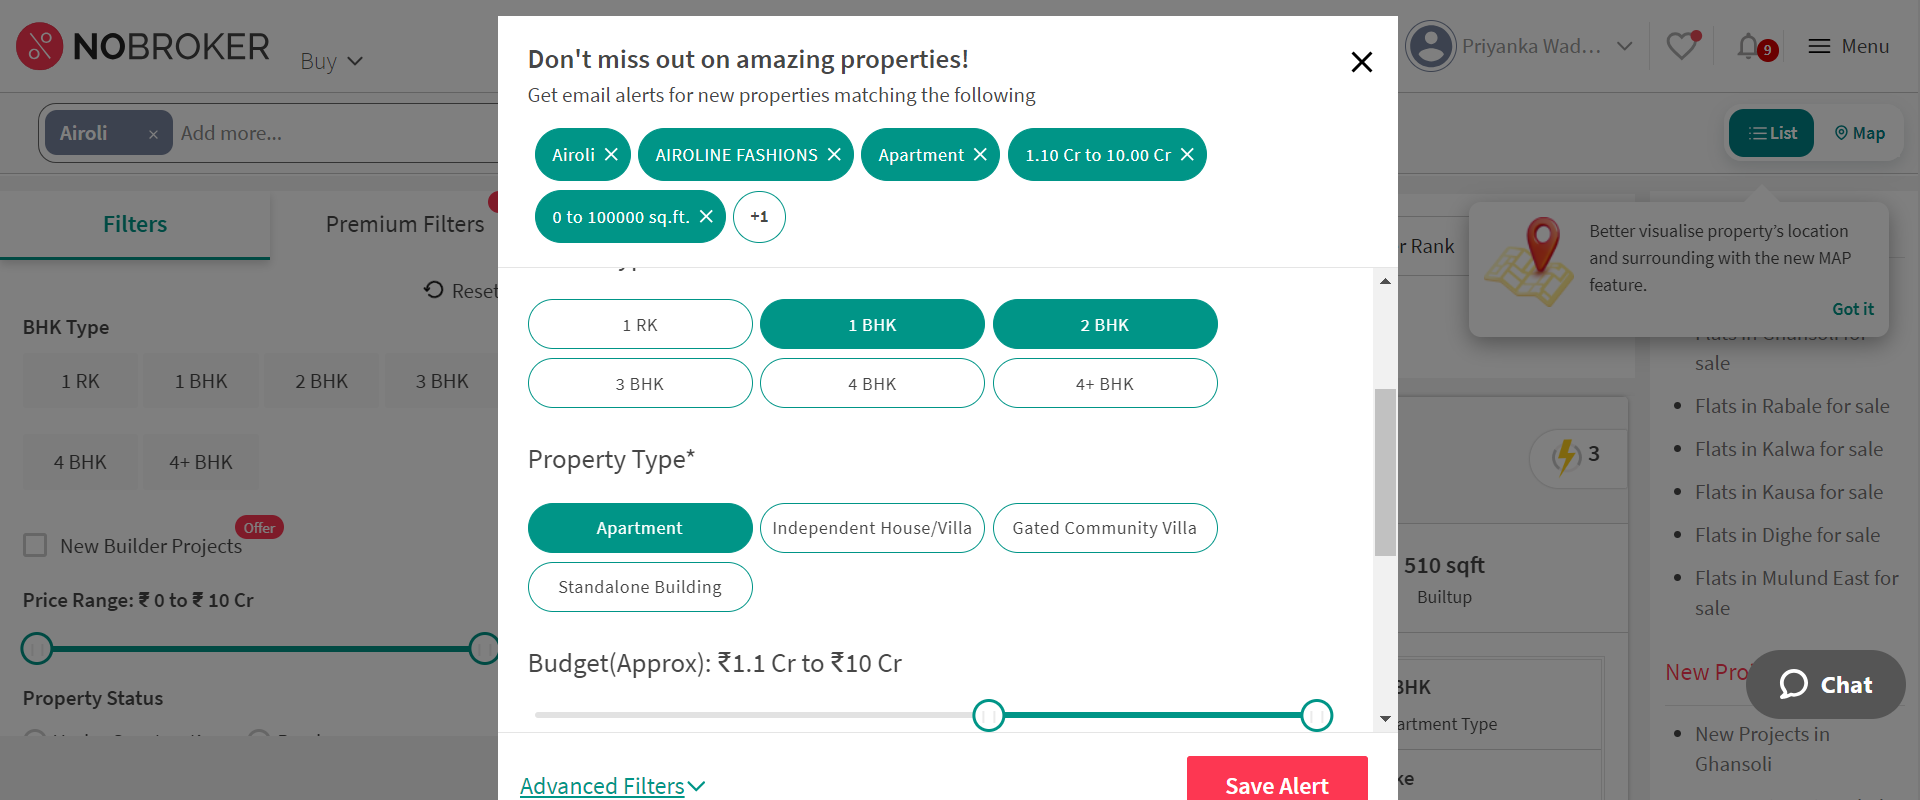 NOBROKER
Buy
Priyanka Wad...
9
Menu
Airoli ×
Add more...
List
Map
Don't miss out on amazing properties!
Get email alerts for new properties matching the following
Airoli
AIROLINE FASHIONS
Apartment
1.10 Cr to 10.00 Cr
0 to 100000 sq.ft.
+1
Filters
Premium Filters
Reset
BHK Type
1 RK
1 BHK
2 BHK
3 BHK
4 BHK
4+ BHK
Offer
New Builder Projects
Price Range: ₹ 0 to ₹ 10 Cr
Property Status
1 RK
1 BHK
2 BHK
3 BHK
4 BHK
4+ BHK
Property Type*
Apartment
Independent House/Villa
Gated Community Villa
Standalone Building
Budget(Approx): ₹1.1 Cr to ₹10 Cr
Advanced Filters
Save Alert
r Rank
Better visualise property's location
and surrounding with the new MAP
feature.
Got it
3
510 sqft
Builtup
BHK
artment Type
ke
Flats in Ghansoli for
sale
Flats in Rabale for sale
Flats in Kalwa for sale
Flats in Kausa for sale
Flats in Dighe for sale
Flats in Mulund East for
sale
New Pro
Chat
New Projects in
Ghansoli